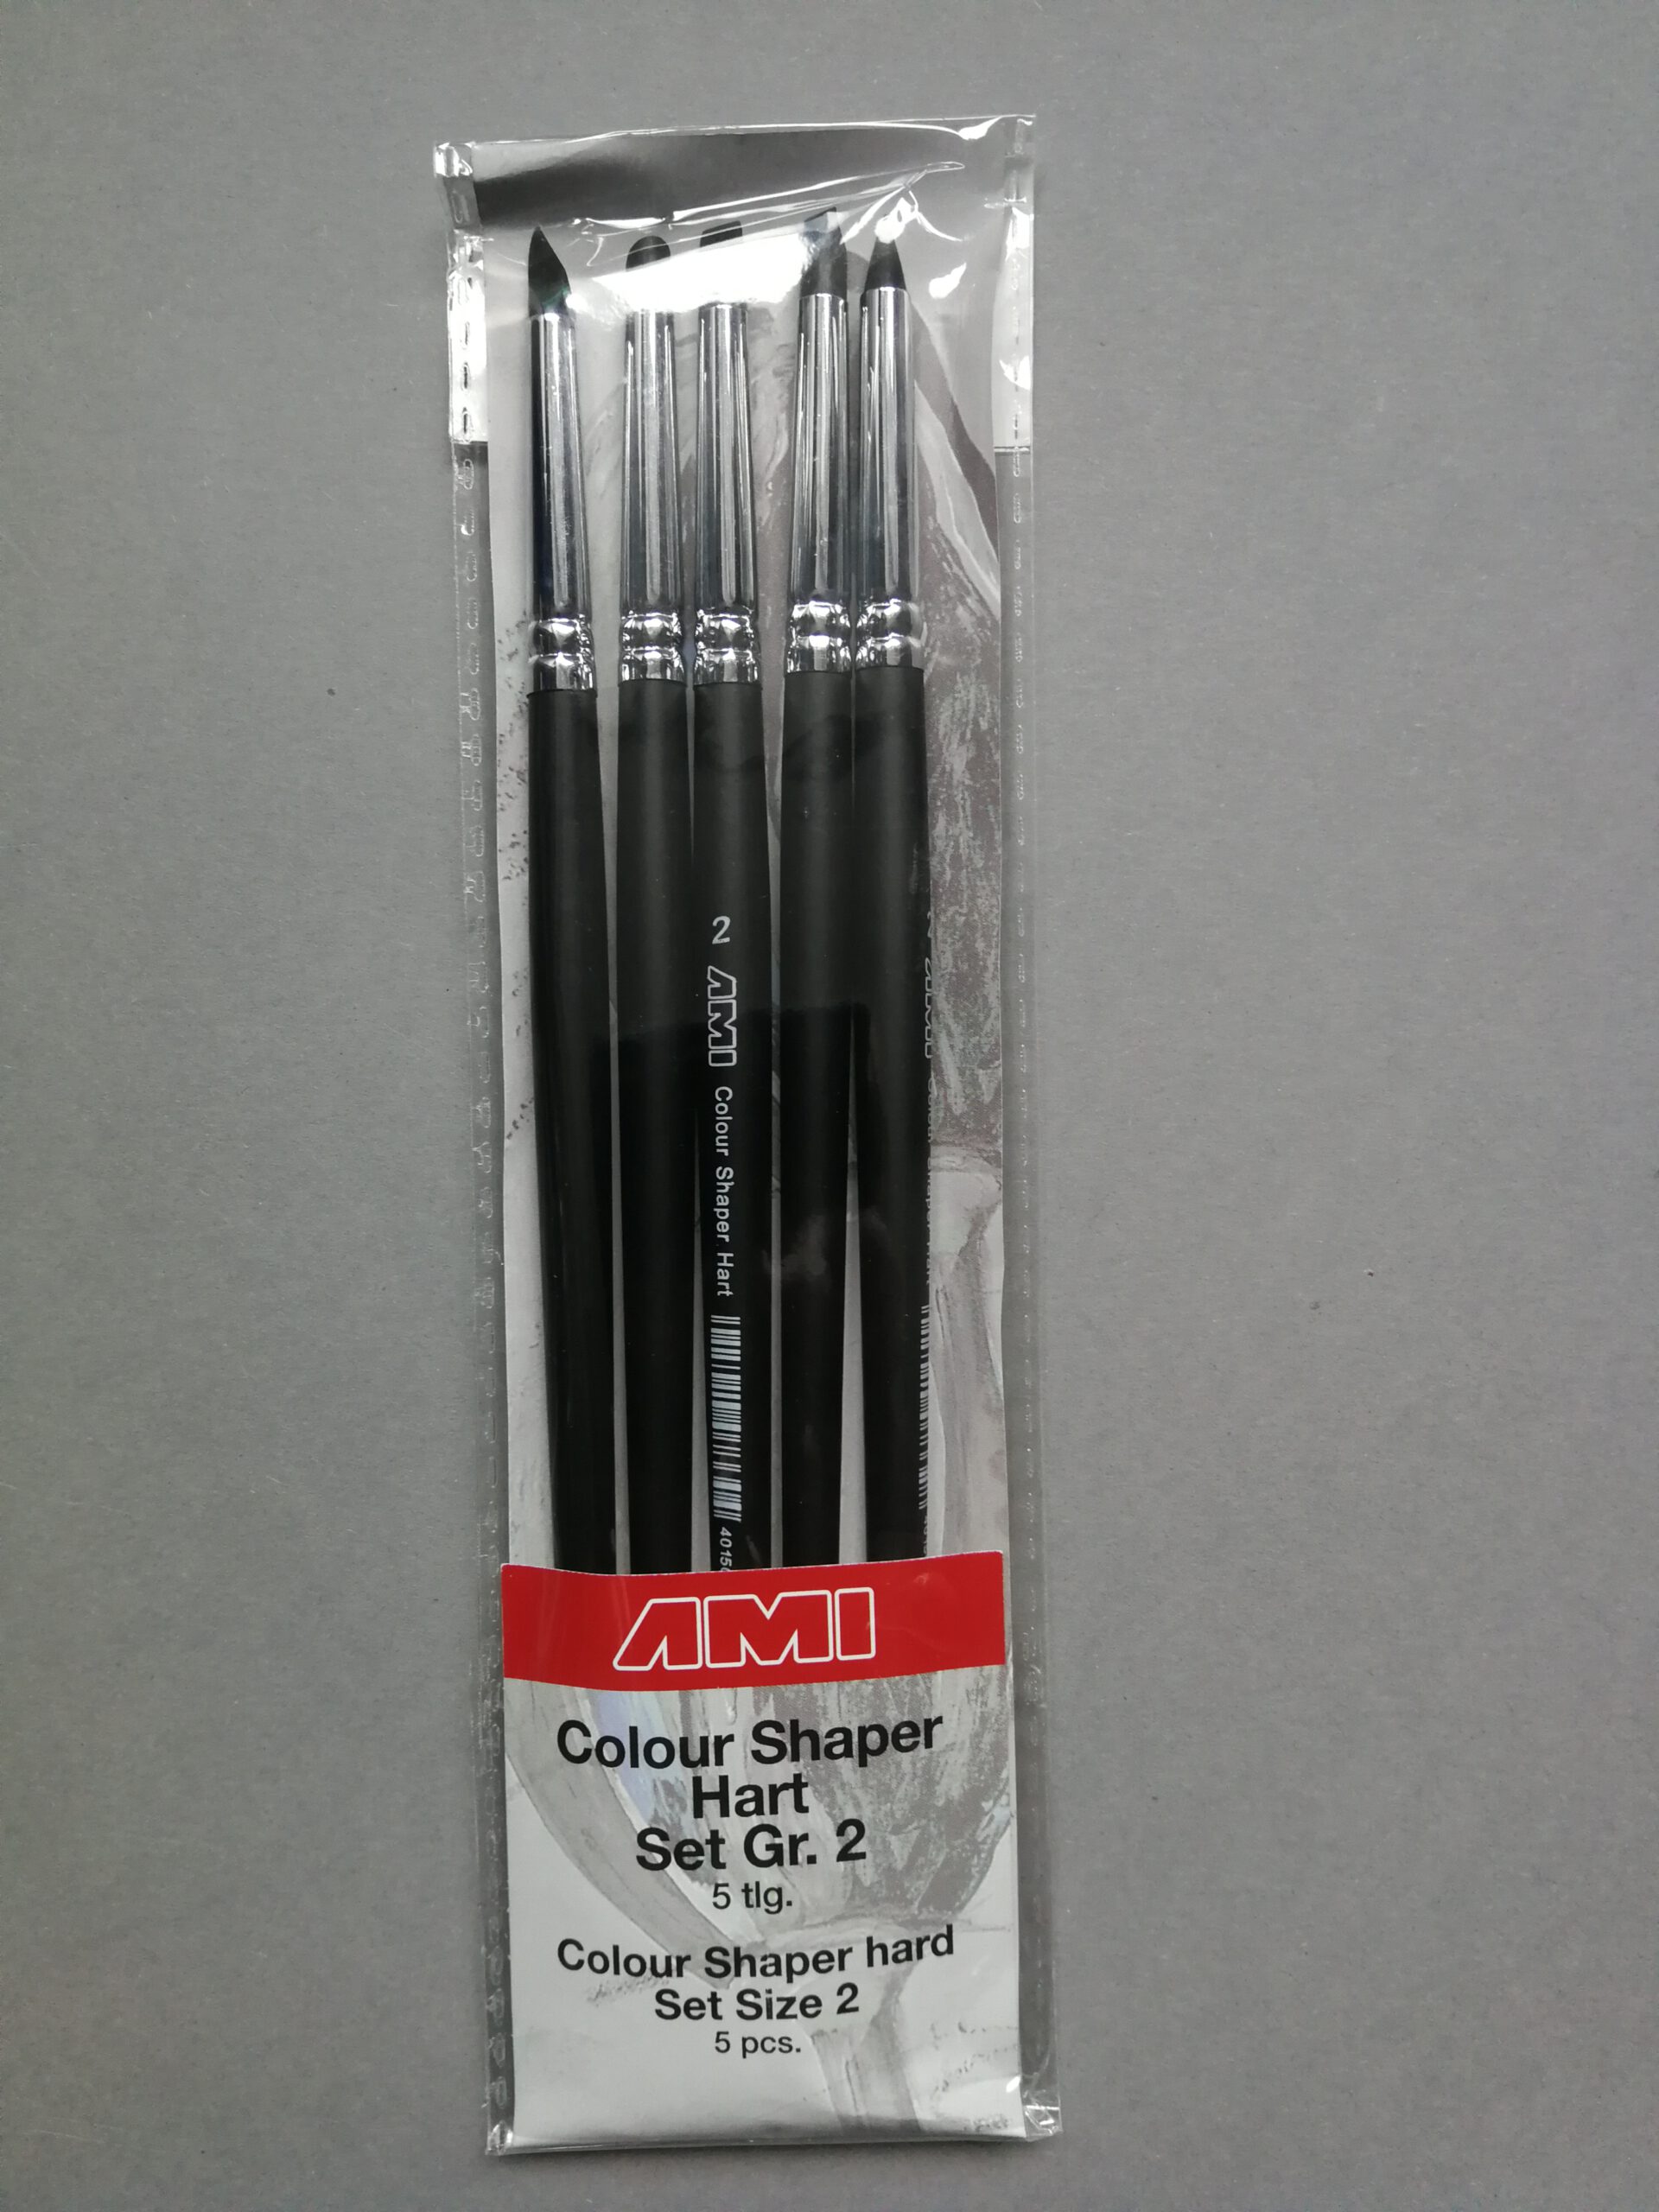 2 AMI Colour Shaper Hart
AMI
Colour Shaper
Hart
Set Gr. 2
5 tlg.
Colour Shaper hard
Set Size 2
5 pcs.